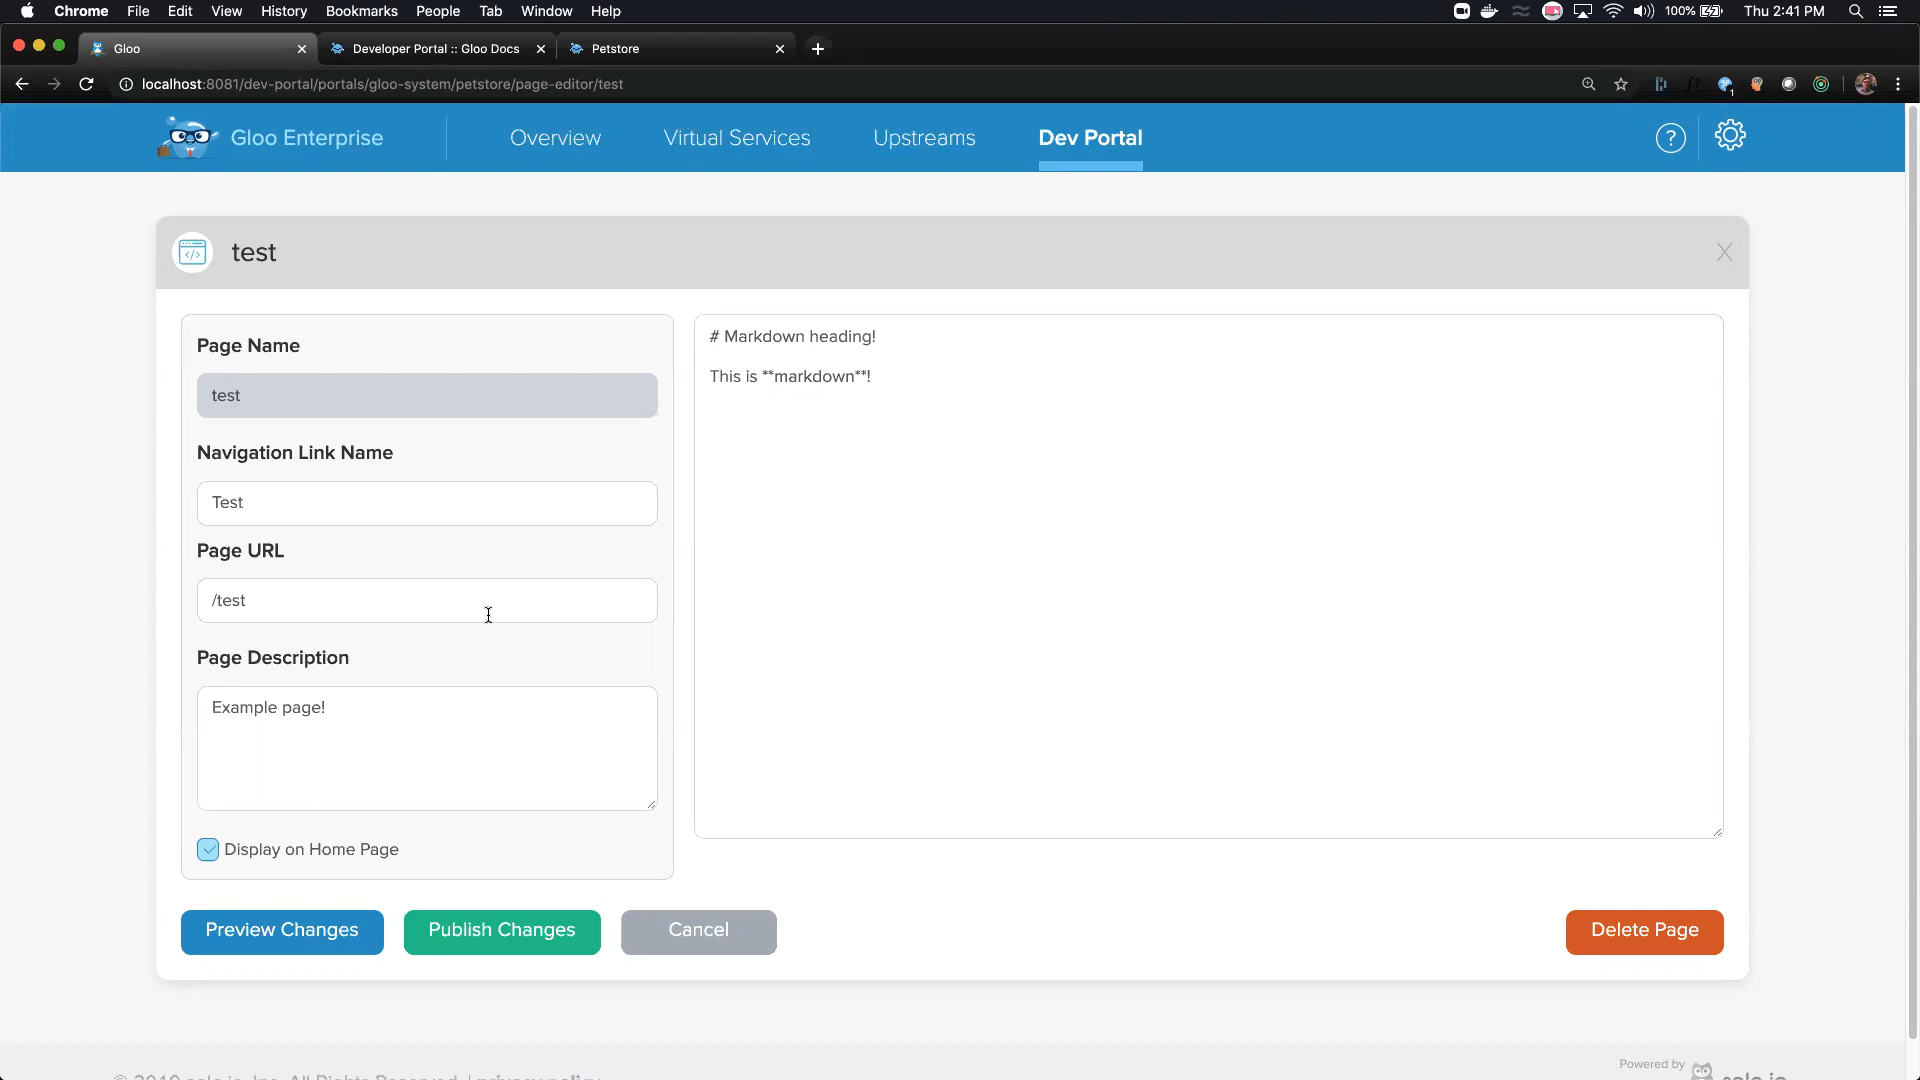 Chrome File Edit View History Bookmarks People Tab Window Help 100% Thu 2:41 PM
Gloo
Developer Portal :: Gloo Docs
Petstore
localhost:8081/dev-portal/portals/gloo-system/petstore/page-editor/test
Gloo Enterprise
Overview
Virtual Services
Upstreams
Dev Portal
?
test
X
Page Name
test
Navigation Link Name
Test
Page URL
/test
Page Description
Example page!
Display on Home Page
# Markdown heading!
This is **markdown**!
Preview Changes
Publish Changes
Cancel
Delete Page
Powered by